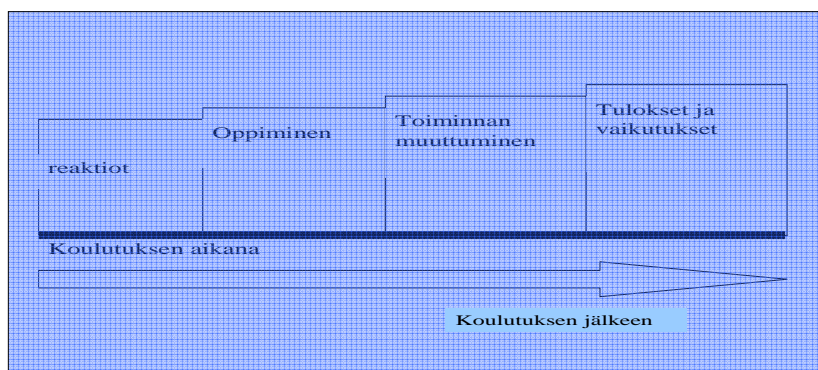 reaktiot
Oppiminen
Toiminnan
muuttuminen
Tulokset ja
vaikutukset
Koulutuksen aikana
Koulutuksen jälkeen